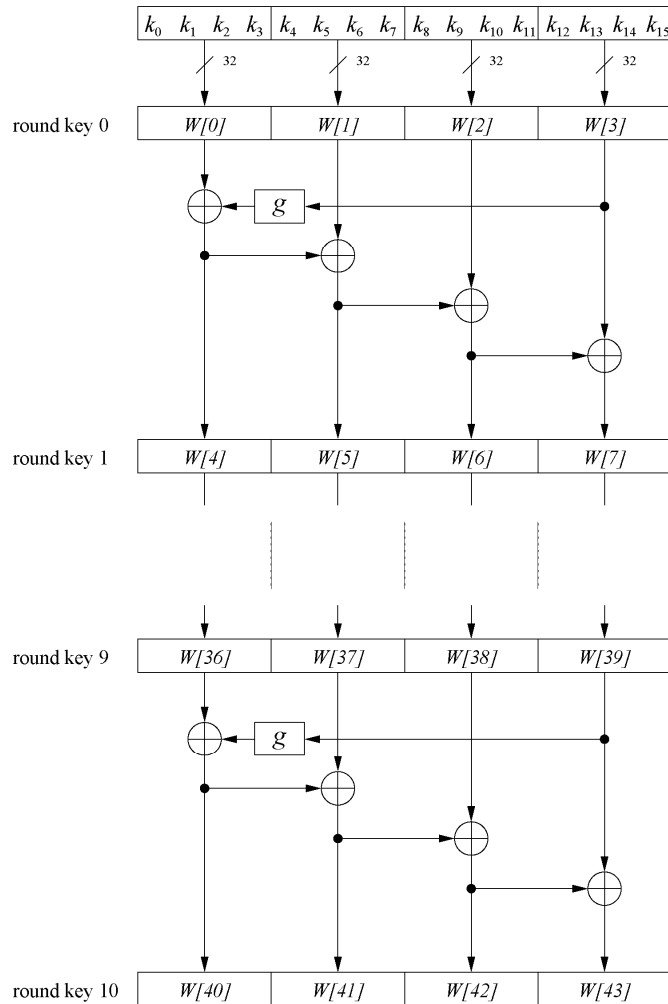 k₀ k₁ k₂ k₃ k₄ k₅ k₆ k₇ k₈ k₉ k₁₀ k₁₁ k₁₂ k₁₃ k₁₄ k₁₅
32 32 32 32
round key 0 W[0] W[1] W[2] W[3]
g
round key 1 W[4] W[5] W[6] W[7]
round key 9 W[36] W[37] W[38] W[39]
g
round key 10 W[40] W[41] W[42] W[43]